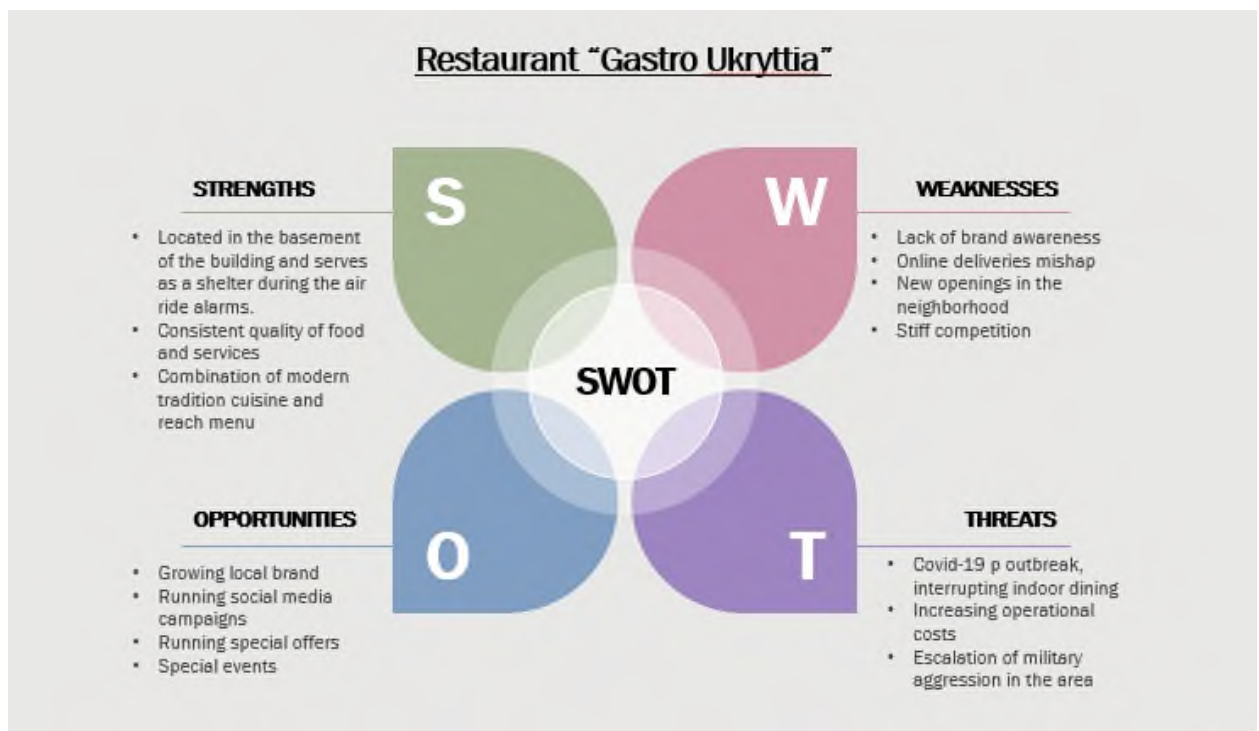 Restaurant “Gastro Ukryttia”
STRENGTHS
• Located in the basement
of the building and serves
as a shelter during the air
ride alarms.
• Consistent quality of food
and services
• Combination of modern
tradition cuisine and
reach menu
S
W
WEAKNESSES
• Lack of brand awareness
• Online deliveries mishap
• New openings in the
neighborhood
• Stiff competition
SWOT
OPPORTUNITIES
• Growing local brand
• Running social media
campaigns
• Running special offers
• Special events
O
T
THREATS
• Covid-19 p outbreak,
interrupting indoor dining
• Increasing operational
costs
• Escalation of military
aggression in the area